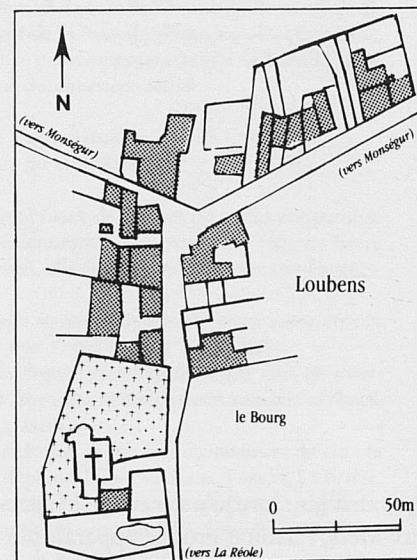 N
(vers Monségur)
(vers Monségur)
Loubens
le Bourg
0 50m
(vers La Réole)